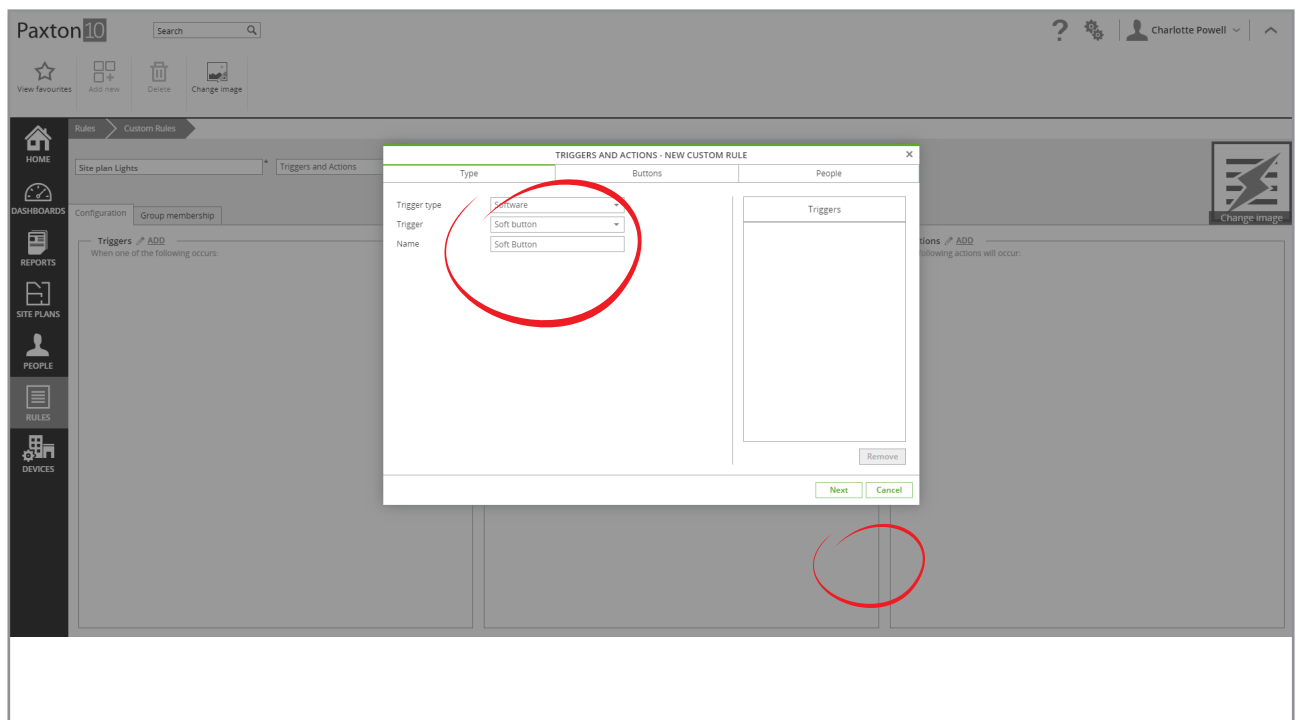 Paxton10
Search
Charlotte Powell
View favourites
Add new
Delete
Change image
Rules
Custom Rules
HOME
DASHBOARDS
REPORTS
SITE PLANS
PEOPLE
RULES
DEVICES
Site plan Lights
*
Triggers and Actions
Change image
Configuration
Group membership
Triggers ADD
When one of the following occurs:
tions ADD
ollowing actions will occur:
TRIGGERS AND ACTIONS - NEW CUSTOM RULE
Type
Buttons
People
Trigger type
Software
Trigger
Soft button
Name
Soft Button
Triggers
Remove
Next
Cancel